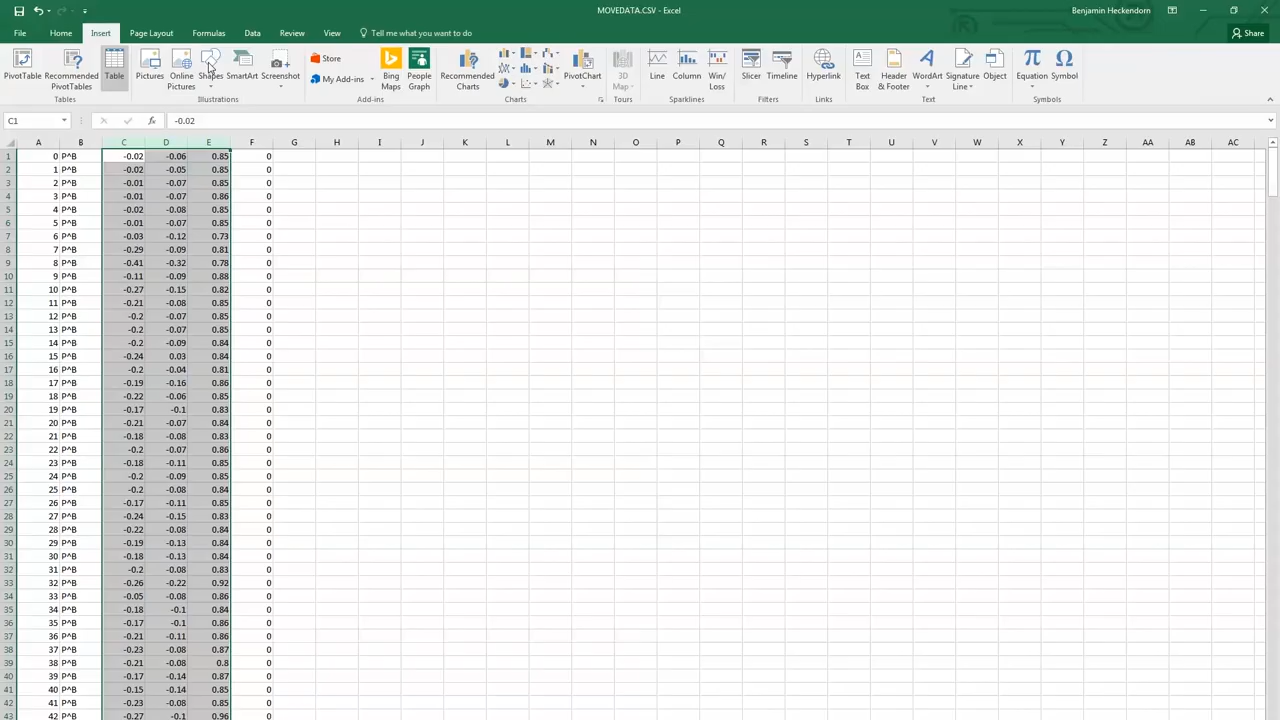 MOVEDATA.CSV - Excel
Benjamin Heckendorn
File Home Insert Page Layout Formulas Data Review View Tell me what you want to do
Share
PivotTable Recommended PivotTables Table
Pictures Online Pictures Shapes SmartArt Screenshot
Store
My Add-ins
Bing Maps People Graph
Recommended Charts PivotChart
3D Map
Line Column Win/Loss
Slicer Timeline
Hyperlink
Text Box Header & Footer WordArt Signature Line Object
Equation Symbol
Tables Illustrations Add-ins Charts Tours Sparklines Filters Links Text Symbols
C1 fx -0.02
A B C D E F G H I J K L M N O P Q R S T U V W X Y Z AA AB AC
1 0 P^B -0.02 -0.06 0.85 0
2 1 P^B -0.02 -0.05 0.85 0
3 2 P^B -0.01 -0.07 0.85 0
4 3 P^B -0.01 -0.07 0.86 0
5 4 P^B -0.02 -0.08 0.85 0
6 5 P^B -0.01 -0.07 0.85 0
7 6 P^B -0.03 -0.12 0.73 0
8 7 P^B -0.29 -0.09 0.81 0
9 8 P^B -0.41 -0.32 0.78 0
10 9 P^B -0.11 -0.09 0.88 0
11 10 P^B -0.27 -0.15 0.82 0
12 11 P^B -0.21 -0.08 0.85 0
13 12 P^B -0.2 -0.07 0.85 0
14 13 P^B -0.2 -0.07 0.85 0
15 14 P^B -0.2 -0.09 0.84 0
16 15 P^B -0.24 0.03 0.84 0
17 16 P^B -0.2 -0.04 0.81 0
18 17 P^B -0.19 -0.16 0.86 0
19 18 P^B -0.22 -0.06 0.85 0
20 19 P^B -0.17 -0.1 0.83 0
21 20 P^B -0.21 -0.07 0.84 0
22 21 P^B -0.18 -0.08 0.83 0
23 22 P^B -0.2 -0.07 0.86 0
24 23 P^B -0.18 -0.11 0.85 0
25 24 P^B -0.2 -0.09 0.85 0
26 25 P^B -0.2 -0.08 0.84 0
27 26 P^B -0.17 -0.11 0.85 0
28 27 P^B -0.24 -0.15 0.83 0
29 28 P^B -0.22 -0.08 0.84 0
30 29 P^B -0.19 -0.13 0.84 0
31 30 P^B -0.18 -0.13 0.84 0
32 31 P^B -0.2 -0.08 0.83 0
33 32 P^B -0.26 -0.22 0.92 0
34 33 P^B -0.05 -0.08 0.86 0
35 34 P^B -0.18 -0.1 0.84 0
36 35 P^B -0.17 -0.1 0.86 0
37 36 P^B -0.21 -0.11 0.86 0
38 37 P^B -0.23 -0.08 0.87 0
39 38 P^B -0.21 -0.08 0.8 0
40 39 P^B -0.17 -0.14 0.87 0
41 40 P^B -0.15 -0.14 0.85 0
42 41 P^B -0.23 -0.08 0.85 0
43 42 P^B -0.27 -0.1 0.96 0